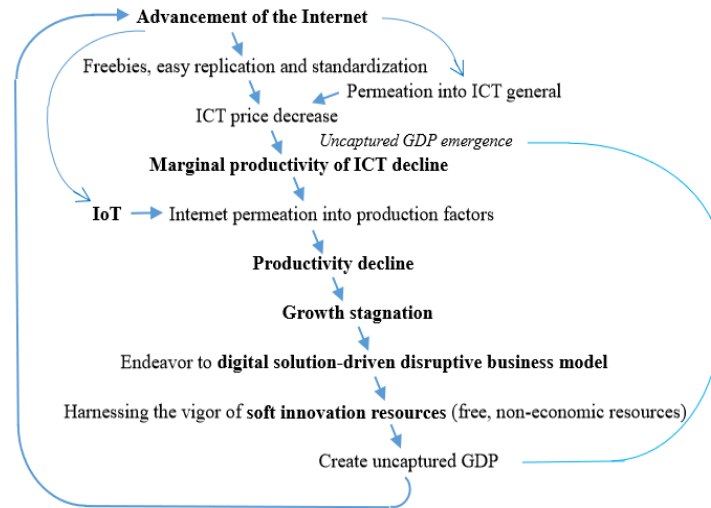 Advancement of the Internet
Freebies, easy replication and standardization
Permeation into ICT general
ICT price decrease
Uncaptured GDP emergence
Marginal productivity of ICT decline
IoT
Internet permeation into production factors
Productivity decline
Growth stagnation
Endeavor to digital solution-driven disruptive business model
Harnessing the vigor of soft innovation resources (free, non-economic resources)
Create uncaptured GDP